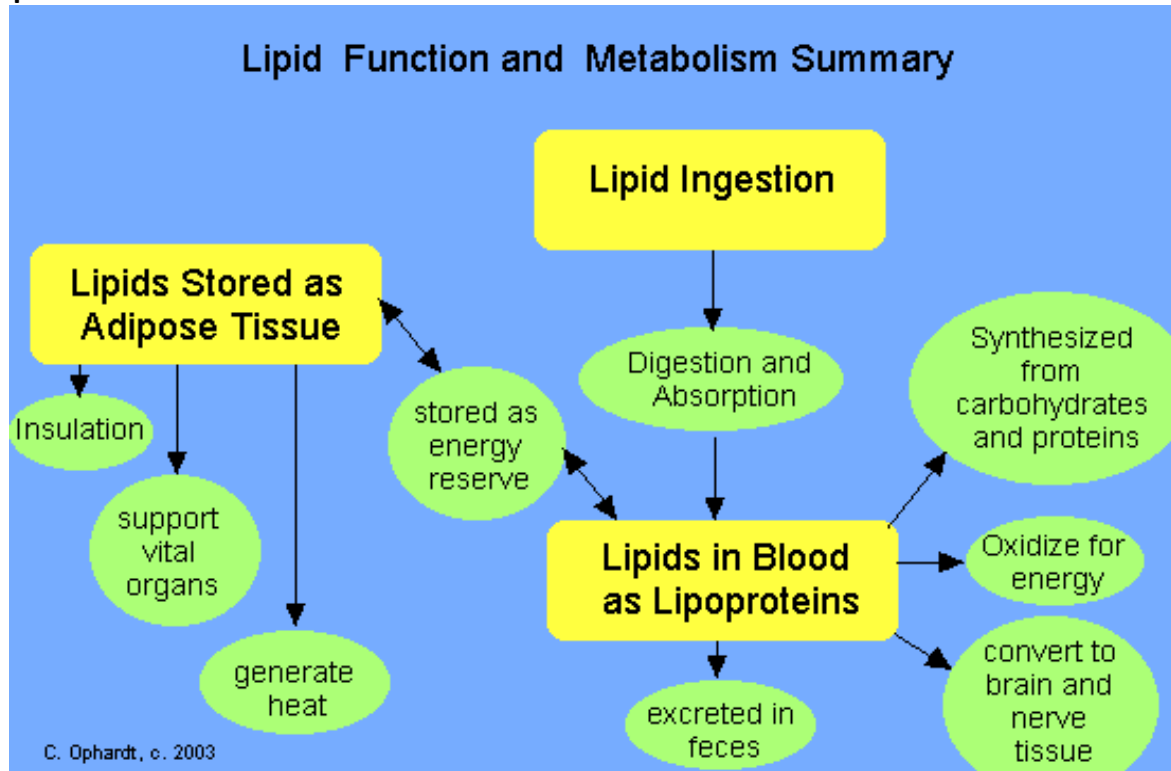 Lipid Function and Metabolism Summary
Lipid Ingestion
Lipids Stored as
Adipose Tissue
Digestion and
Absorption
Synthesized
from
carbohydrates
and proteins
Insulation
stored as
energy
reserve
support
vital
organs
Lipids in Blood
as Lipoproteins
Oxidize for
energy
generate
heat
excreted in
feces
convert to
brain and
nerve
tissue
C. Ophardt, c. 2003